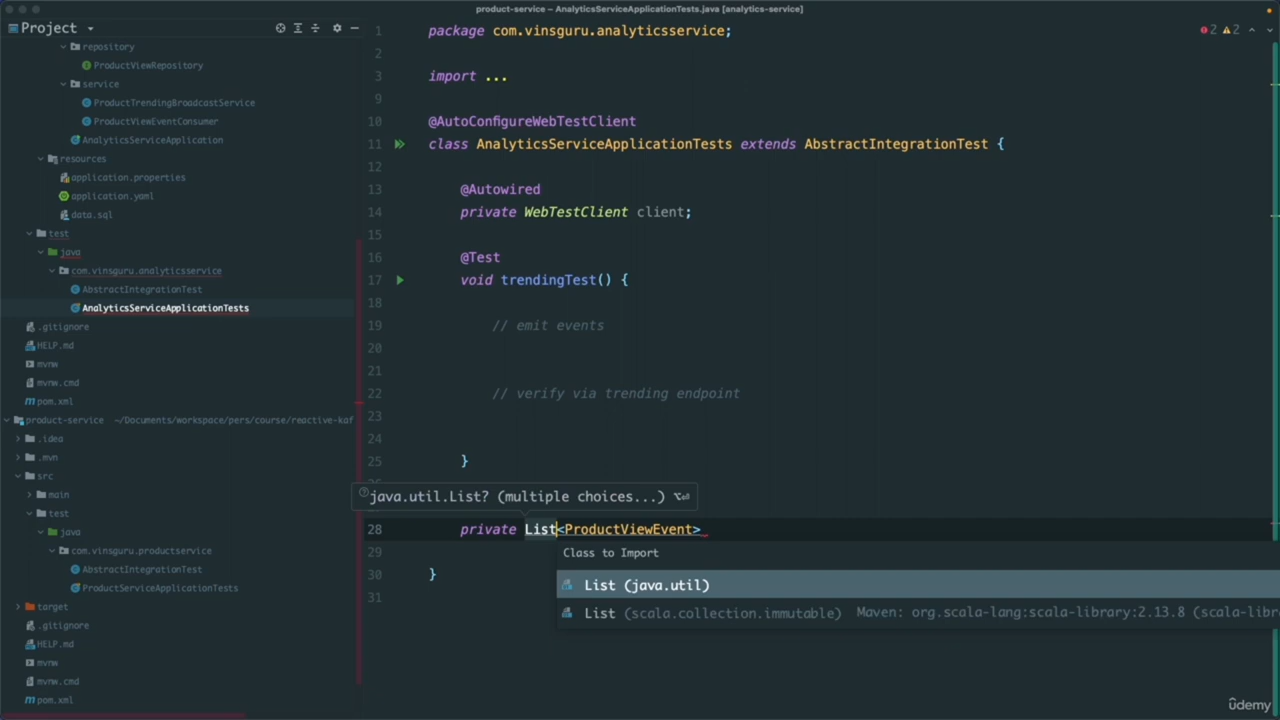 product-service – AnalyticsServiceApplicationTests.java [analytics-service]
Project
repository
ProductViewRepository
service
ProductTrendingBroadcastService
ProductViewEventConsumer
AnalyticsServiceApplication
resources
application.properties
application.yaml
data.sql
test
java
com.vinsguru.analyticsservice
AbstractIntegrationTest
AnalyticsServiceApplicationTests
.gitignore
HELP.md
mvnw
mvnw.cmd
pom.xml
product-service ~/Documents/workspace/pers/course/reactive-kaf
.idea
.mvn
src
main
test
java
com.vinsguru.productservice
AbstractIntegrationTest
ProductServiceApplicationTests
target
.gitignore
HELP.md
mvnw
mvnw.cmd
pom.xml
2 2
1 package com.vinsguru.analyticsservice;
2
3 import ...
9
10 @AutoConfigureWebTestClient
11 class AnalyticsServiceApplicationTests extends AbstractIntegrationTest {
12
13 @Autowired
14 private WebTestClient client;
15
16 @Test
17 void trendingTest() {
18
19 // emit events
20
21
22 // verify via trending endpoint
23
24
25 }
java.util.List? (multiple choices...) ⌥⏎
28 private List<ProductViewEvent>
29
Class to Import
30 }
List (java.util)
31
List (scala.collection.immutable) Maven: org.scala-lang:scala-library:2.13.8 (scala-libr
ûdemy